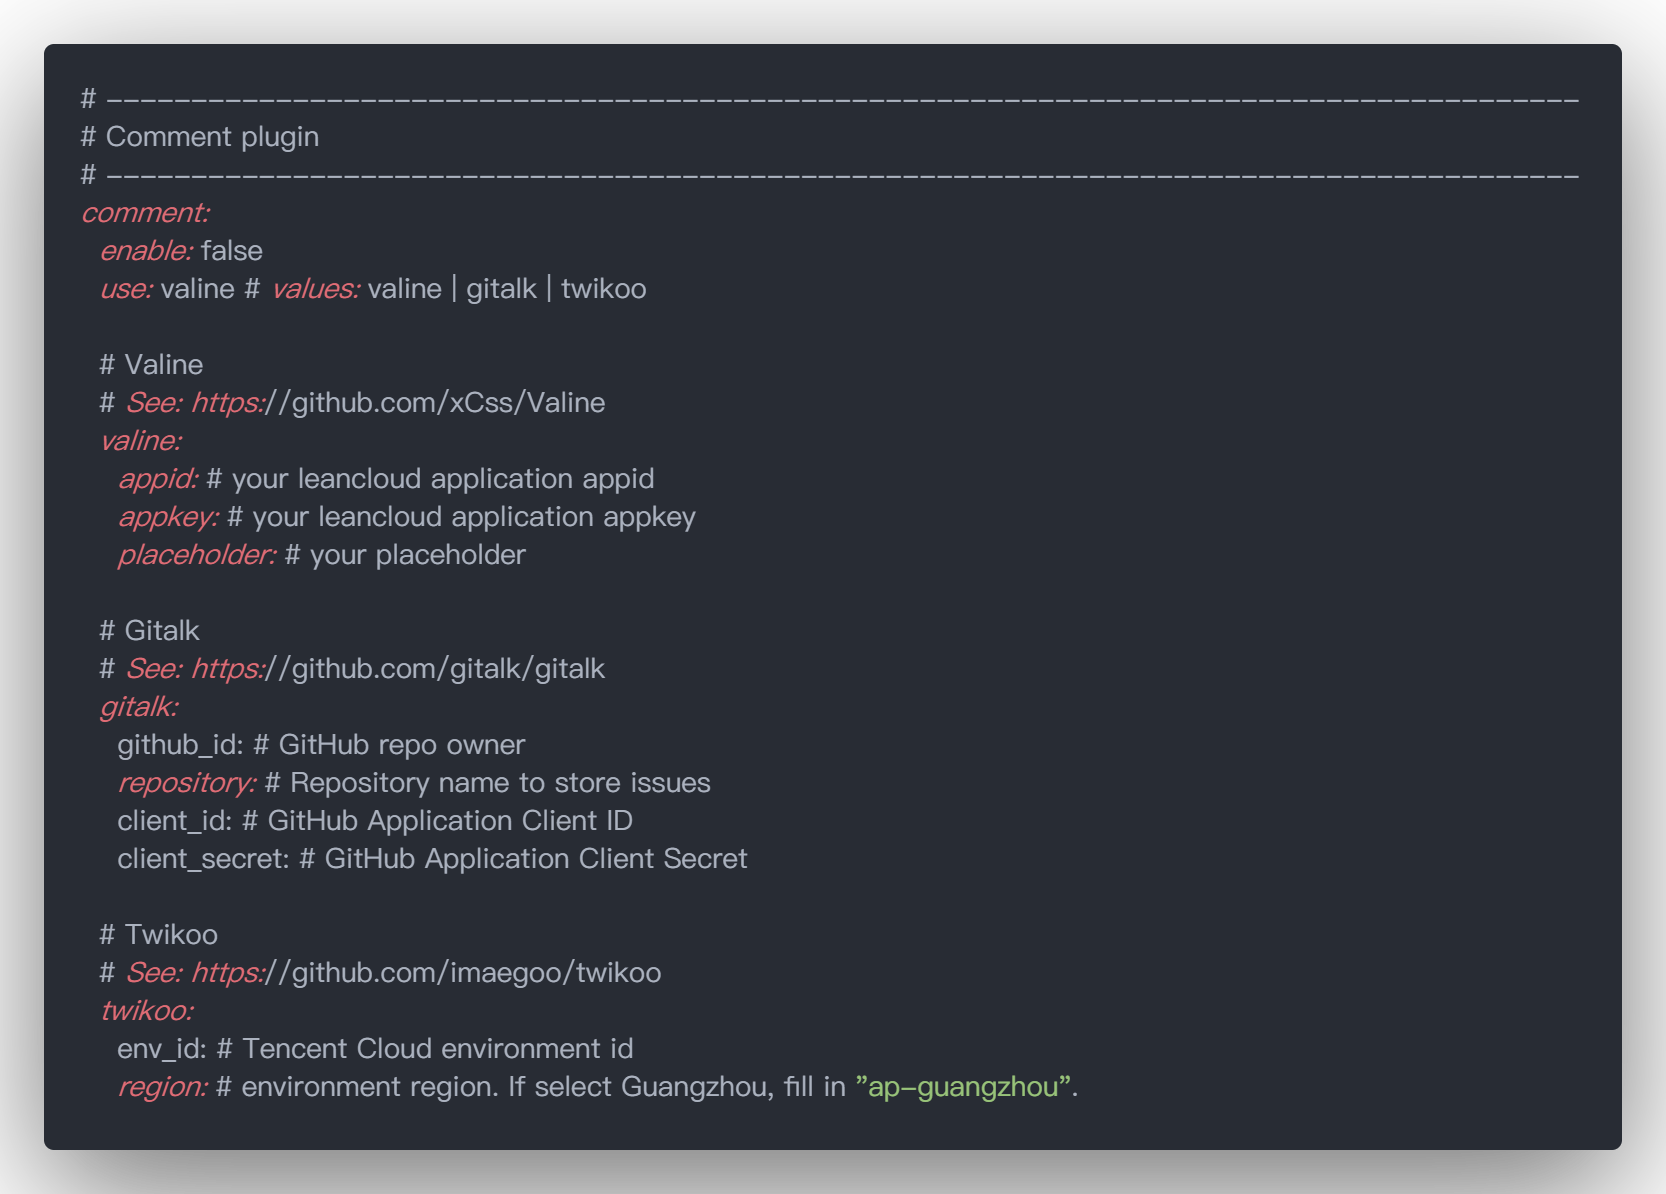 # ------------------------------------------------------------------------------------------
# Comment plugin
# ------------------------------------------------------------------------------------------
comment:
  enable: false
  use: valine # values: valine | gitalk | twikoo

  # Valine
  # See: https://github.com/xCss/Valine
  valine:
    appid: # your leancloud application appid
    appkey: # your leancloud application appkey
    placeholder: # your placeholder

  # Gitalk
  # See: https://github.com/gitalk/gitalk
  gitalk:
    github_id: # GitHub repo owner
    repository: # Repository name to store issues
    client_id: # GitHub Application Client ID
    client_secret: # GitHub Application Client Secret

  # Twikoo
  # See: https://github.com/imaegoo/twikoo
  twikoo:
    env_id: # Tencent Cloud environment id
    region: # environment region. If select Guangzhou, fill in "ap-guangzhou".